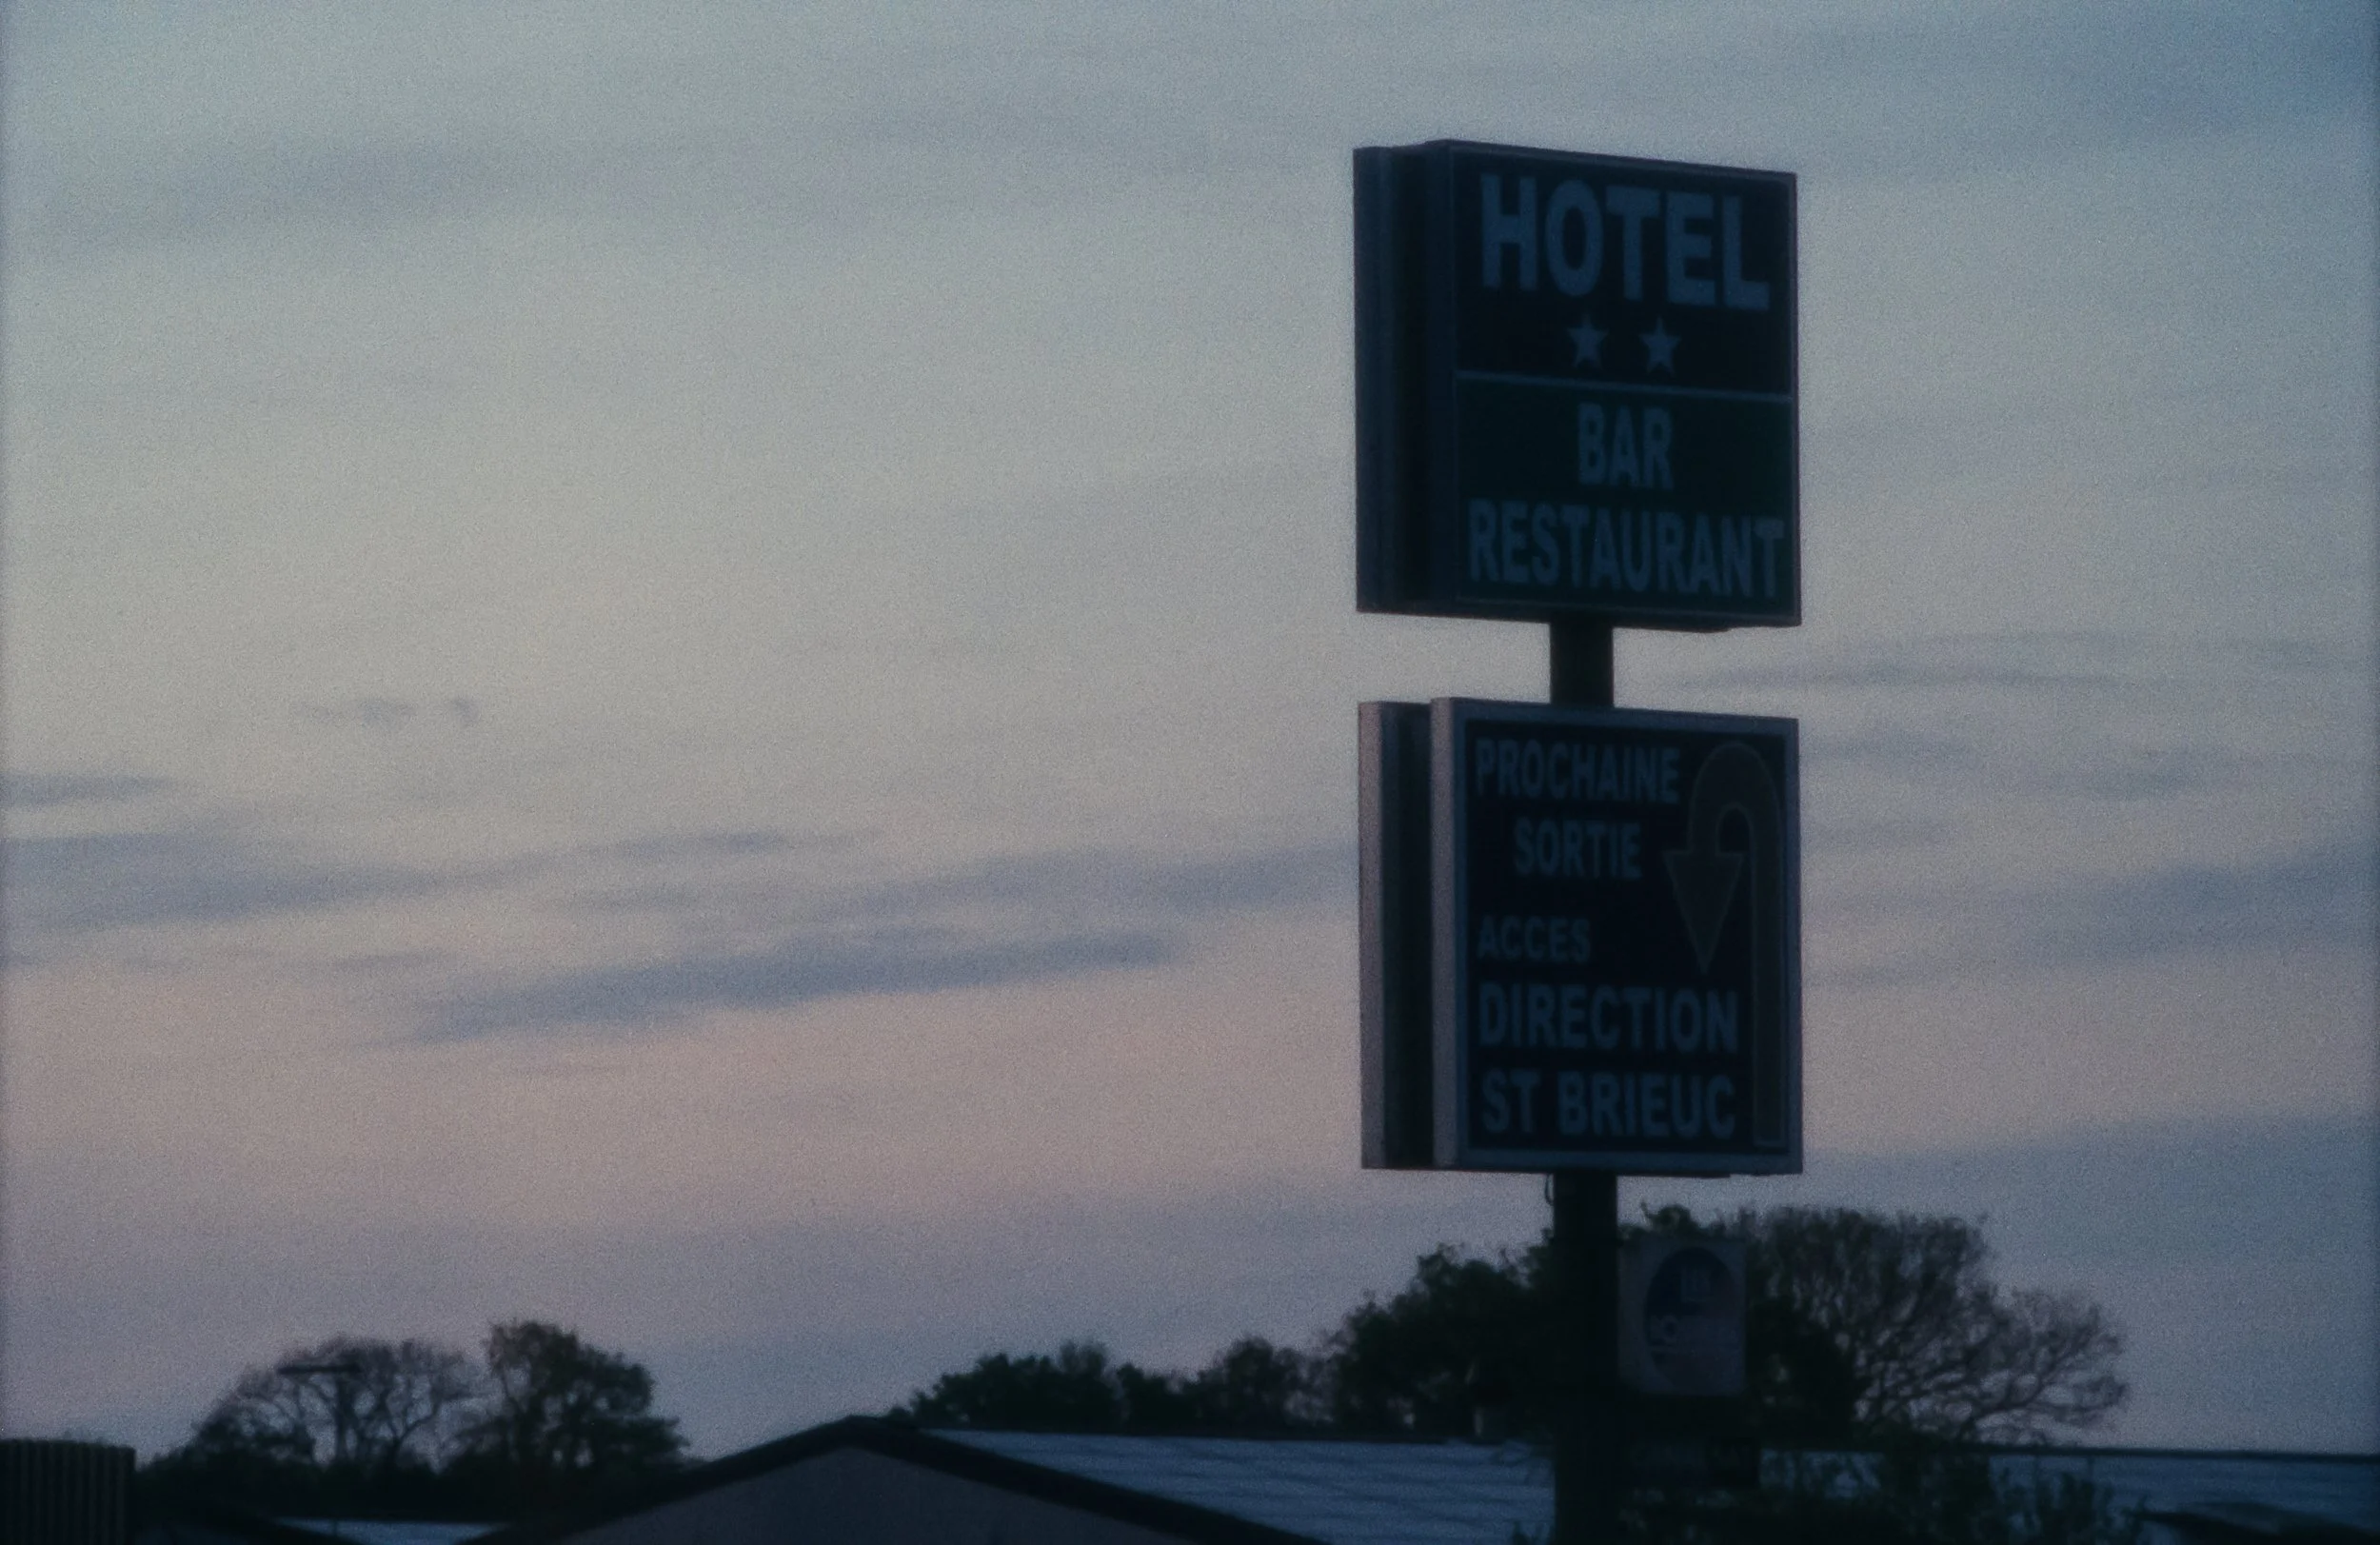 HOTEL
BAR
RESTAURANT
PROCHAINE
SORTIE
ACCES
DIRECTION
ST BRIEUC